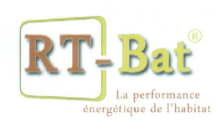 RT-Bat®
La performance
énergétique de l'habitat